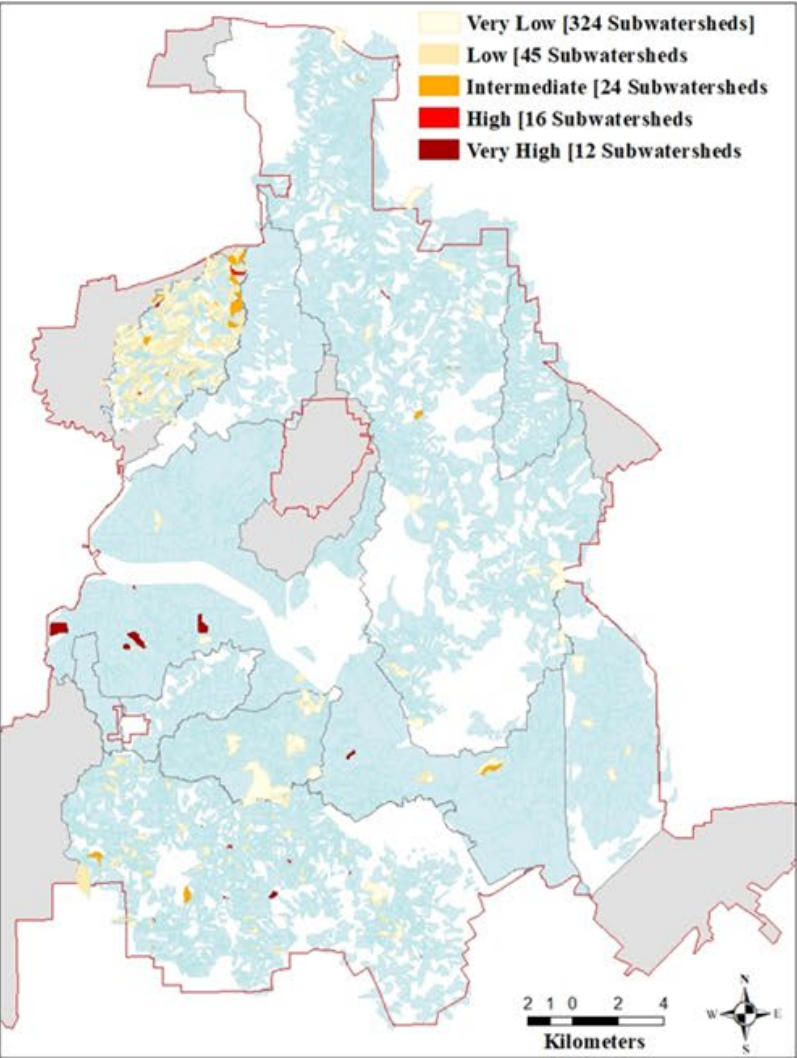 Very Low [324 Subwatersheds]
Low [45 Subwatersheds
Intermediate [24 Subwatersheds
High [16 Subwatersheds
Very High [12 Subwatersheds
N
W E
S
2 1 0 2 4
Kilometers